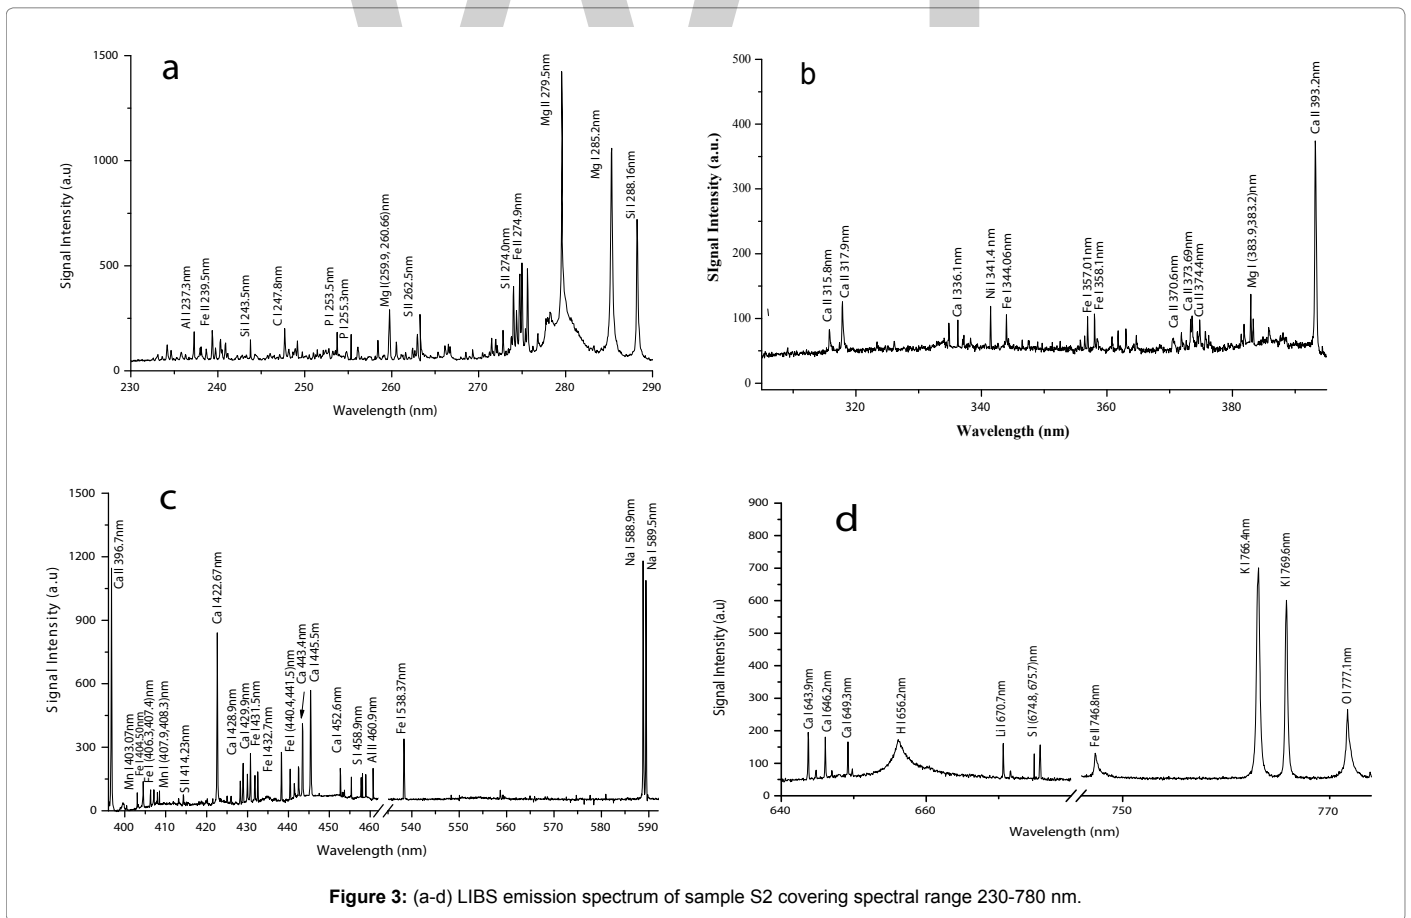 a
1500
1000
500
0
Signal Intensity (a.u)
Al I 237.3nm
Fe II 239.5nm
Si I 243.5nm
C I 247.8nm
P I 253.5nm
P I 255.3nm
Mg I(259.9, 260.66)nm
S II 262.5nm
S II 274.0nm
Fe II 274.9nm
Mg II 279.5nm
Mg I 285.2nm
Si I 288.16nm
230 240 250 260 270 280 290
Wavelength (nm)
b
500
400
300
200
100
0
SIgnal Intensity (a.u.)
Ca II 315.8nm
Ca II 317.9nm
Ca I 336.1nm
Ni I 341.4 nm
Fe I 344.06nm
Fe I 357.01nm
Fe I 358.1nm
Ca II 370.6nm
Ca II 373.69nm
Cu II 374.4nm
Mg I (383.9,383.2)nm
Ca II 393.2nm
320 340 360 380
Wavelength (nm)
c
1500
1200
900
600
300
0
Signal Intensity (a.u)
Ca II 396.7nm
Mn I 403.07nm
Fe I 404.50nm
Fe I (406.3,407.4)nm
Mn I (407.9,408.3)nm
S II 414.23nm
Ca I 422.67nm
Ca I 428.9nm
Ca I 429.9nm
Fe I 431.5nm
Fe I 432.7nm
Fe I (440.4,441,5)nm
Ca 443.4nm
Ca I 445.5m
Ca I 452.6nm
S I 458.9nm
Al II 460.9nm
Fe I 538.37nm
Na I 588.9nm
Na I 589.5nm
400 410 420 430 440 450 460 540 550 560 570 580 590
Wavelength (nm)
d
900
800
700
600
500
400
300
200
100
0
Signal Intensity (a.u)
Ca I 643.9nm
Ca I 646.2nm
Ca I 649.3nm
H I 656.2nm
Li I 670.7nm
S I (674.8, 675.7)nm
Fe II 746.8nm
K I 766.4nm
K I 769.6nm
O I 777.1nm
640 660 750 770
Wavelength (nm)
Figure 3: (a-d) LIBS emission spectrum of sample S2 covering spectral range 230-780 nm.